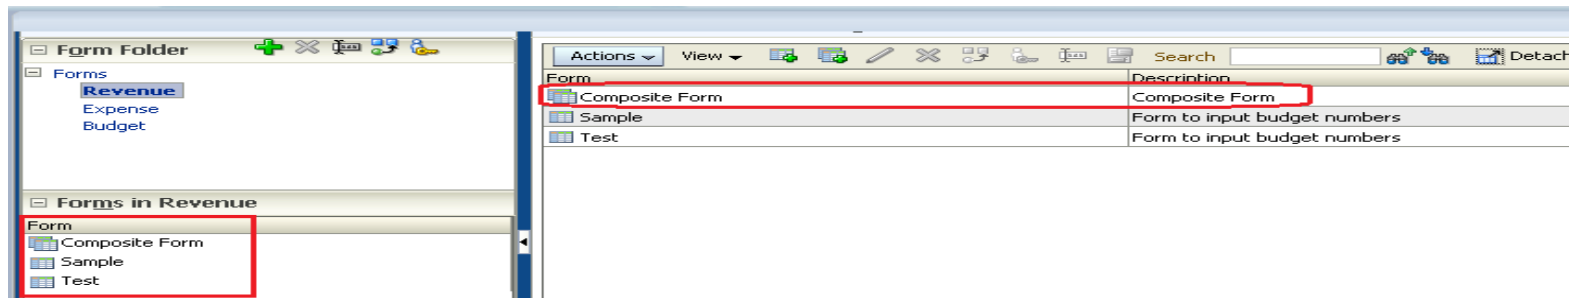 Form Folder
Forms
Revenue
Expense
Budget
Forms in Revenue
Form
Composite Form
Sample
Test
Actions View Search Detach
Form Description
Composite Form Composite Form
Sample Form to input budget numbers
Test Form to input budget numbers